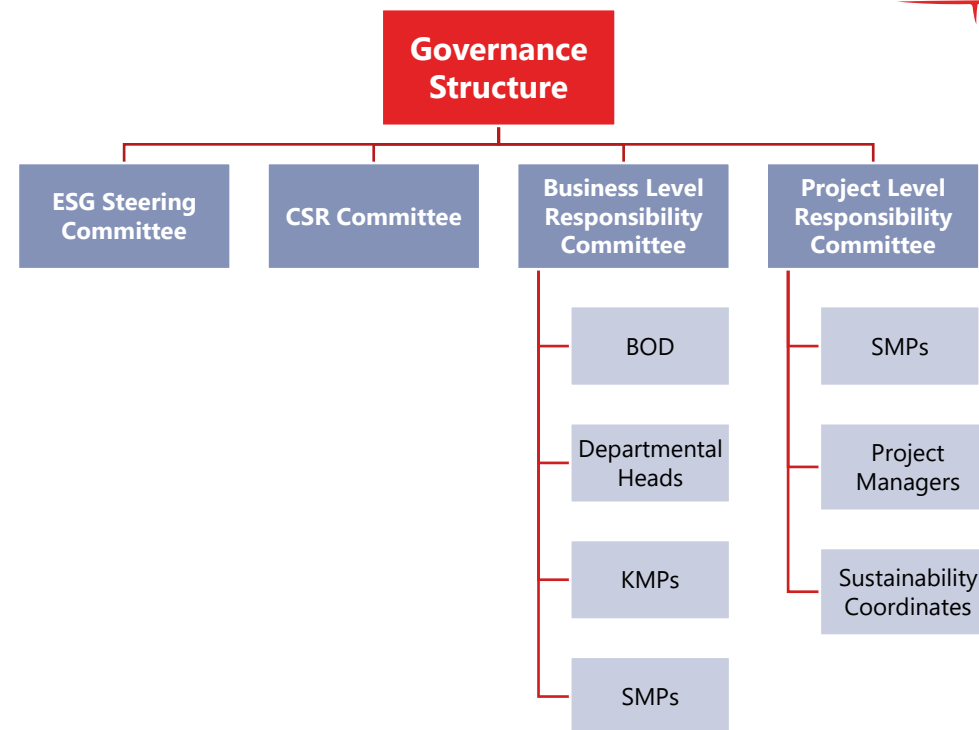 Governance
Structure
ESG Steering
Committee
CSR Committee
Business Level
Responsibility
Committee
Project Level
Responsibility
Committee
BOD
Departmental
Heads
KMPs
SMPs
SMPs
Project
Managers
Sustainability
Coordinates